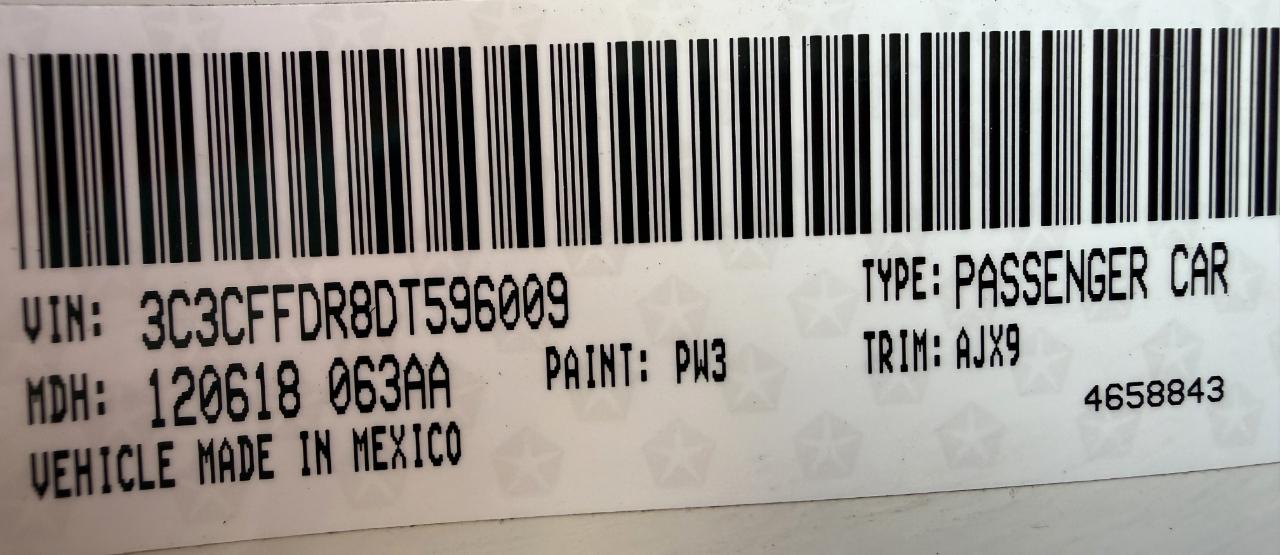 VIN: 3C3CFFDR8DT596009 TYPE: PASSENGER CAR
MDH: 120618 063AA PAINT: PW3 TRIM: AJX9
VEHICLE MADE IN MEXICO 4658843